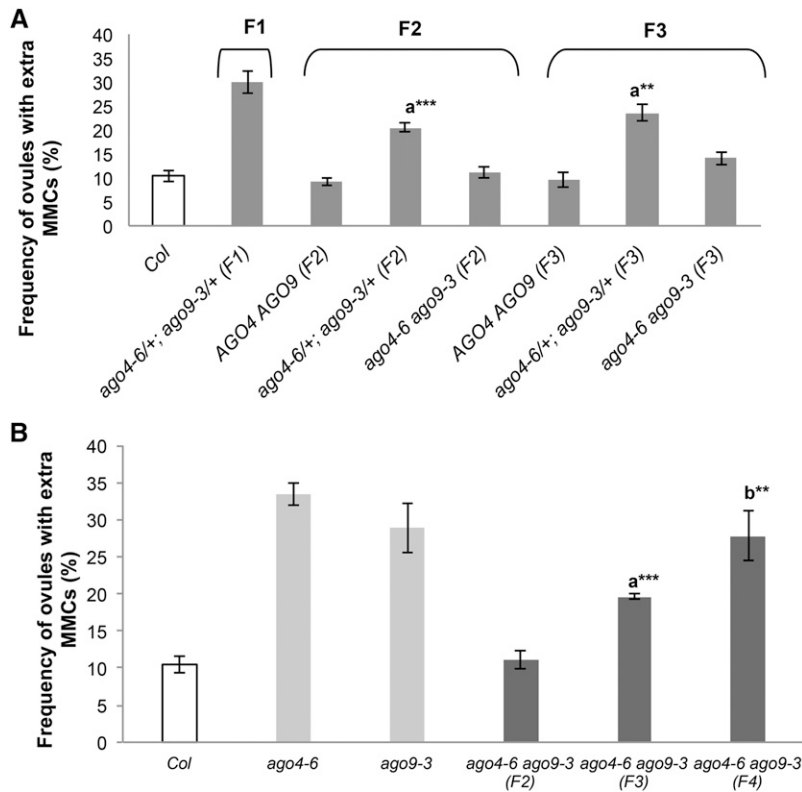 A
F1
F2
F3
Frequency of ovules with extra
MMCs (%)
40
35
30
25
20
15
10
5
0
a***
a**
Col
ago4-6/+; ago9-3/+ (F1)
AGO4 AGO9 (F2)
ago4-6/+; ago9-3/+ (F2)
ago4-6 ago9-3 (F2)
AGO4 AGO9 (F3)
ago4-6/+; ago9-3/+ (F3)
ago4-6 ago9-3 (F3)
B
Frequency of ovules with extra
MMCs (%)
40
35
30
25
20
15
10
5
0
a***
b**
Col
ago4-6
ago9-3
ago4-6 ago9-3
(F2)
ago4-6 ago9-3
(F3)
ago4-6 ago9-3
(F4)